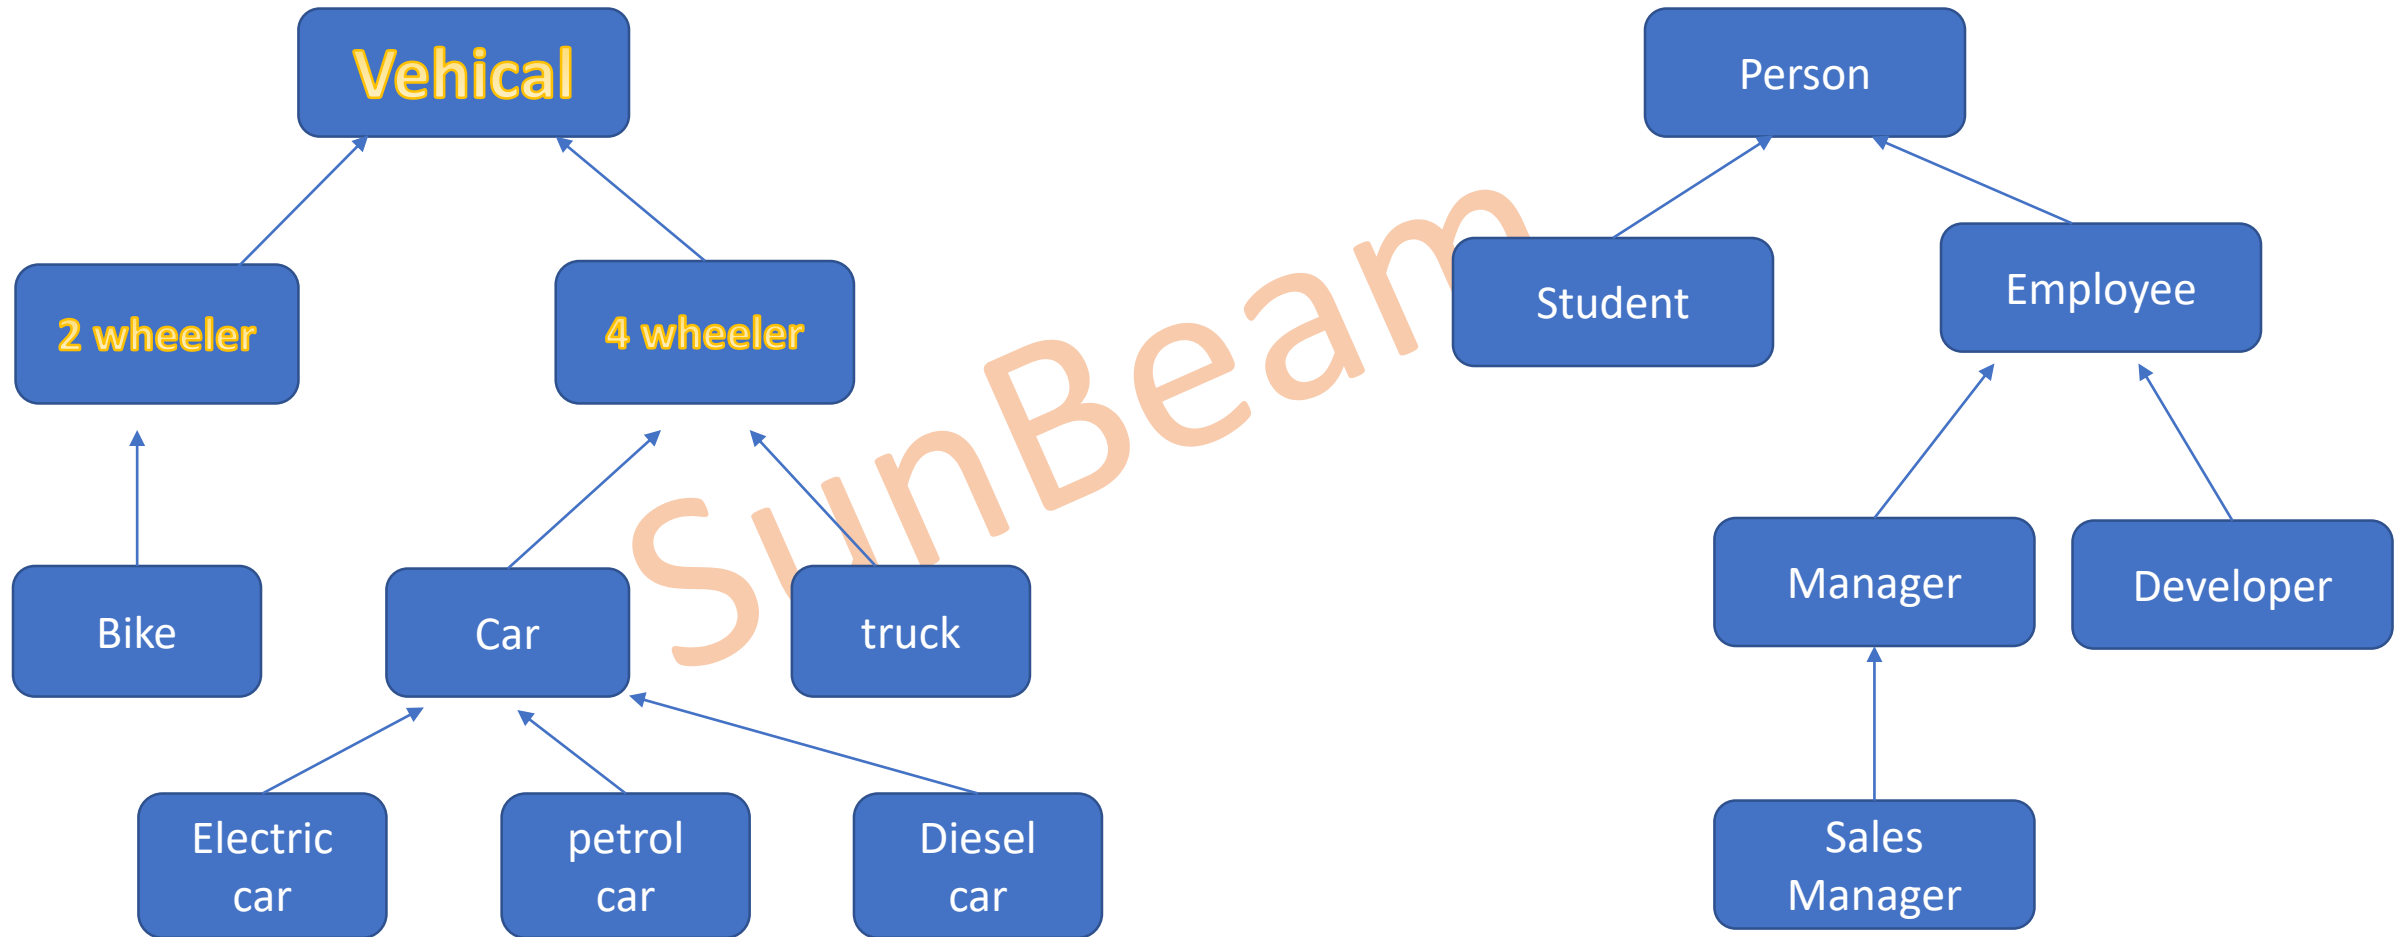 Vehical
2 wheeler
4 wheeler
Bike
Car
truck
Electric
car
petrol
car
Diesel
car
SunBeam
Person
Student
Employee
Manager
Developer
Sales
Manager